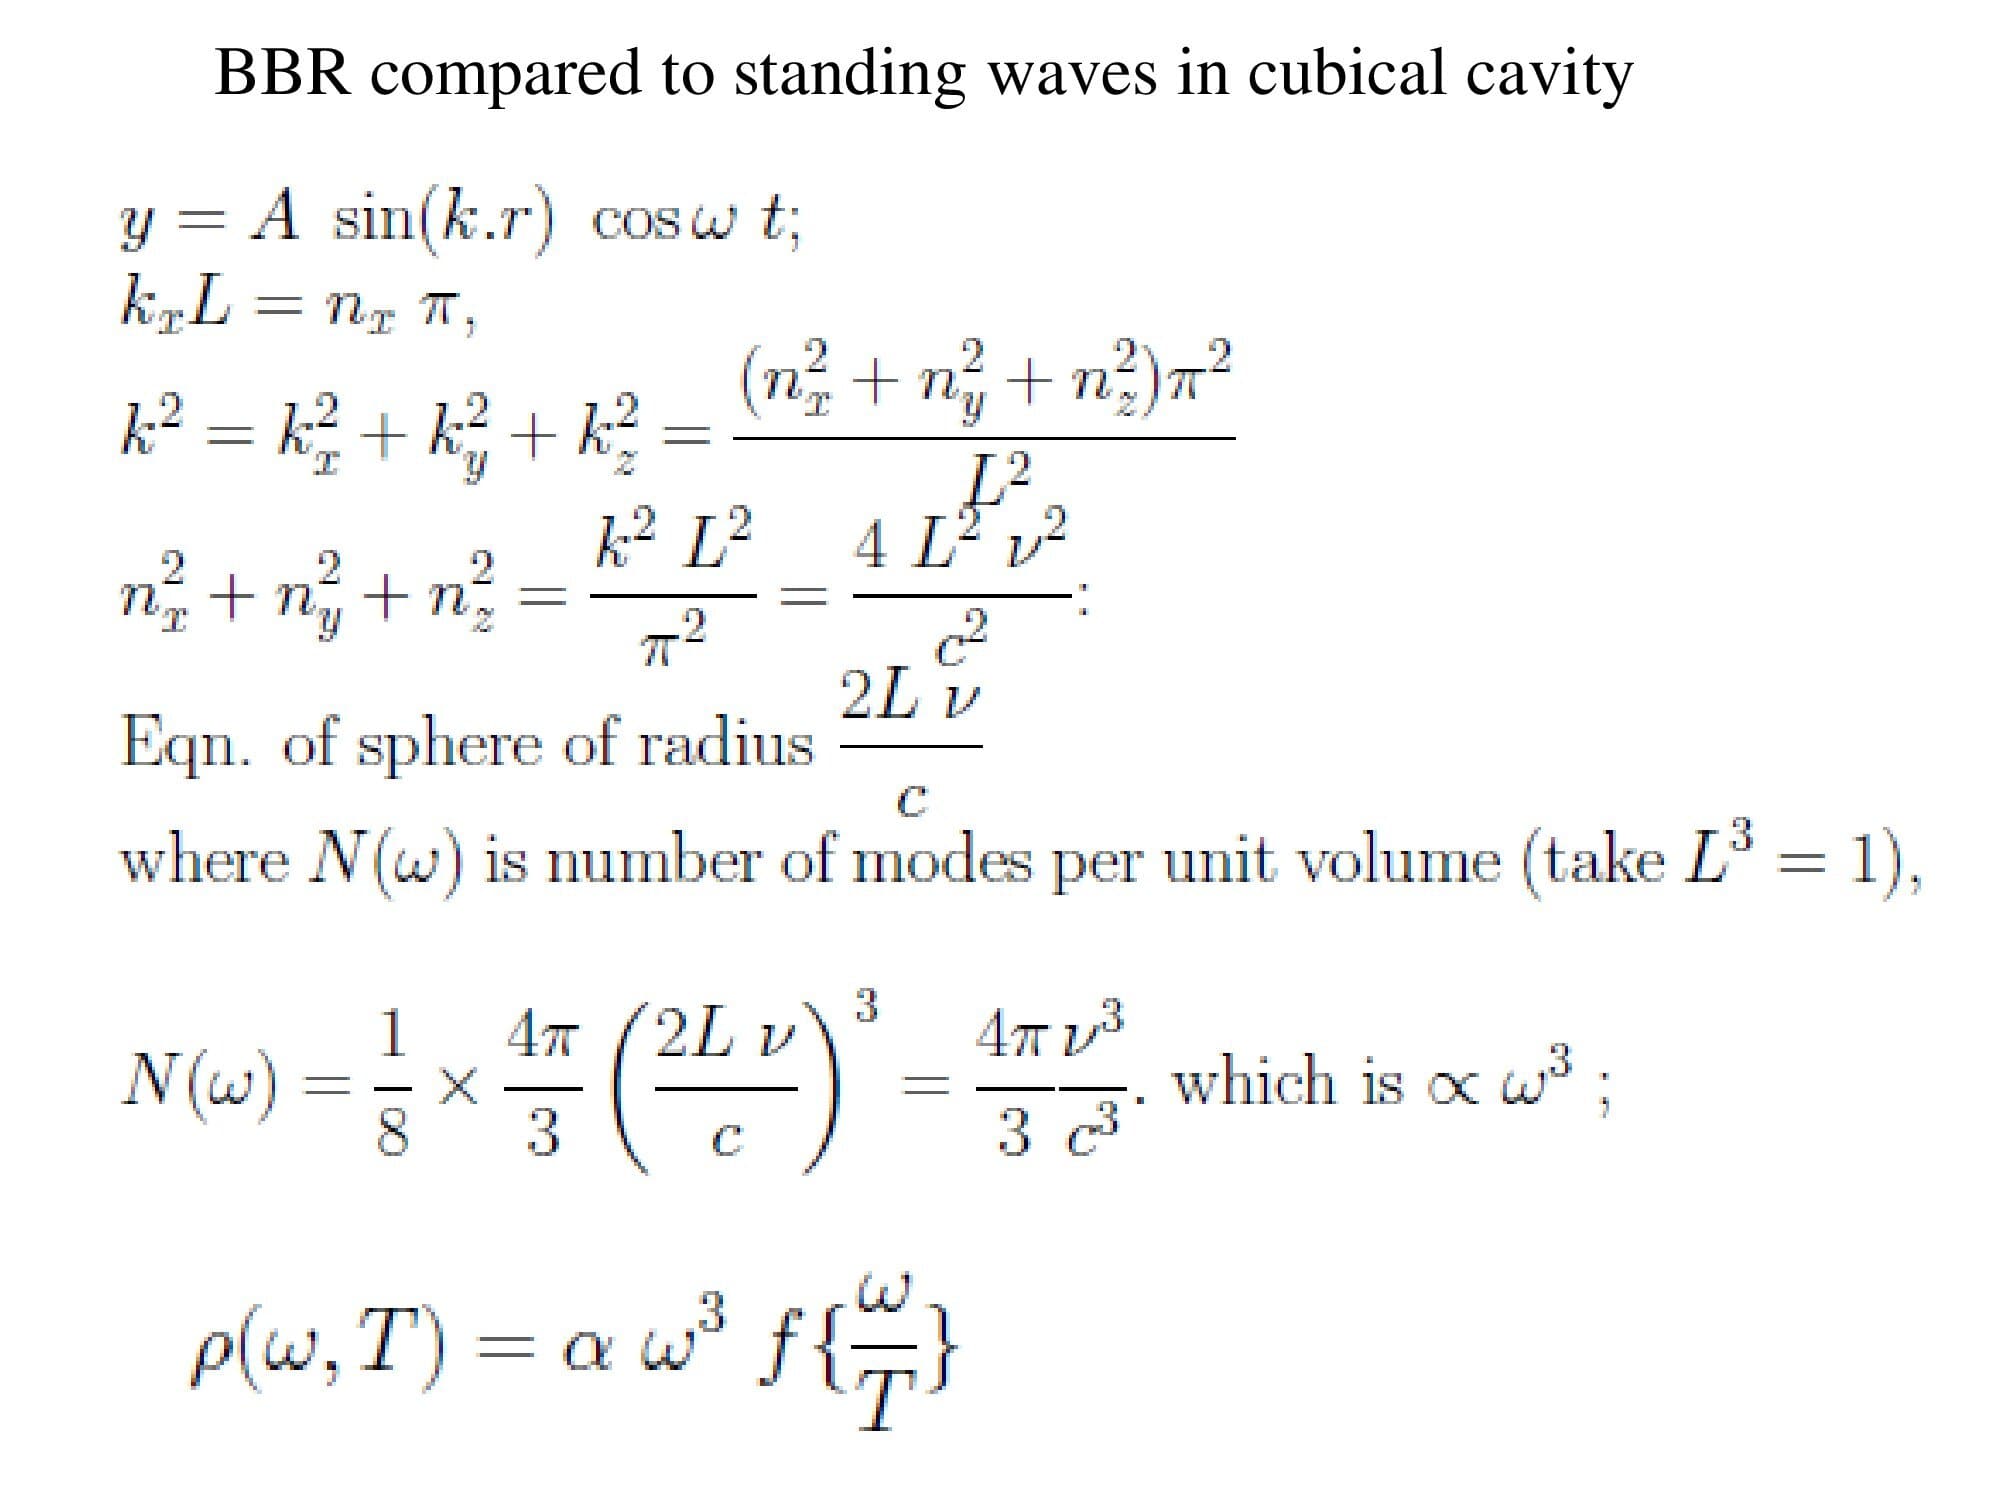 BBR compared to standing waves in cubical cavity
$y = A \ \sin(k.r) \ \cos \omega \ t;$
$k_x L = n_x \ \pi,$
$k^2 = k_x^2 + k_y^2 + k_z^2 = \frac{(n_x^2 + n_y^2 + n_z^2)\pi^2}{L^2}$
$n_x^2 + n_y^2 + n_z^2 = \frac{k^2 \ L^2}{\pi^2} = \frac{4 \ L^2 \ \nu^2}{c^2}:$
Eqn. of sphere of radius $\frac{2L \ \nu}{c}$
where $N(\omega)$ is number of modes per unit volume (take $L^3 = 1$),
$N(\omega) = \frac{1}{8} \times \frac{4\pi}{3} \left( \frac{2L \ \nu}{c} \right)^3 = \frac{4\pi}{3} \frac{\nu^3}{c^3}.$ which is $\propto \omega^3$ ;
$\rho(\omega, T) = \alpha \ \omega^3 \ f\{\frac{\omega}{T}\}$